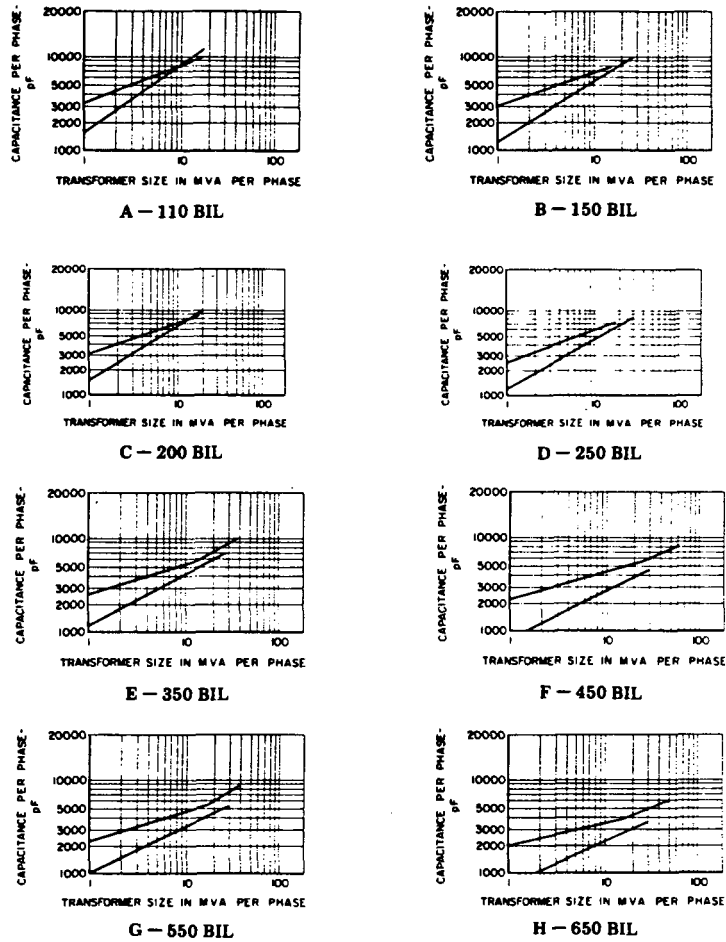 CAPACITANCE PER PHASE-
pF
20000
10000
5000
3000
2000
1000
1
10
100
TRANSFORMER SIZE IN MVA PER PHASE
A — 110 BIL
CAPACITANCE PER PHASE-
pF
20000
10000
5000
3000
2000
1000
1
10
100
TRANSFORMER SIZE IN MVA PER PHASE
B — 150 BIL
CAPACITANCE PER PHASE-
pF
20000
10000
5000
3000
2000
1000
1
10
100
TRANSFORMER SIZE IN MVA PER PHASE
C — 200 BIL
CAPACITANCE PER PHASE-
pF
20000
10000
5000
3000
2000
1000
1
10
100
TRANSFORMER SIZE IN MVA PER PHASE
D — 250 BIL
CAPACITANCE PER PHASE-
pF
20000
10000
5000
3000
2000
1000
1
10
100
TRANSFORMER SIZE IN MVA PER PHASE
E — 350 BIL
CAPACITANCE PER PHASE-
pF
20000
10000
5000
3000
2000
1000
1
10
100
TRANSFORMER SIZE IN MVA PER PHASE
F — 450 BIL
CAPACITANCE PER PHASE-
pF
20000
10000
5000
3000
2000
1000
1
10
100
TRANSFORMER SIZE IN MVA PER PHASE
G — 550 BIL
CAPACITANCE PER PHASE-
pF
20000
10000
5000
3000
2000
1000
1
10
100
TRANSFORMER SIZE IN MVA PER PHASE
H — 650 BIL